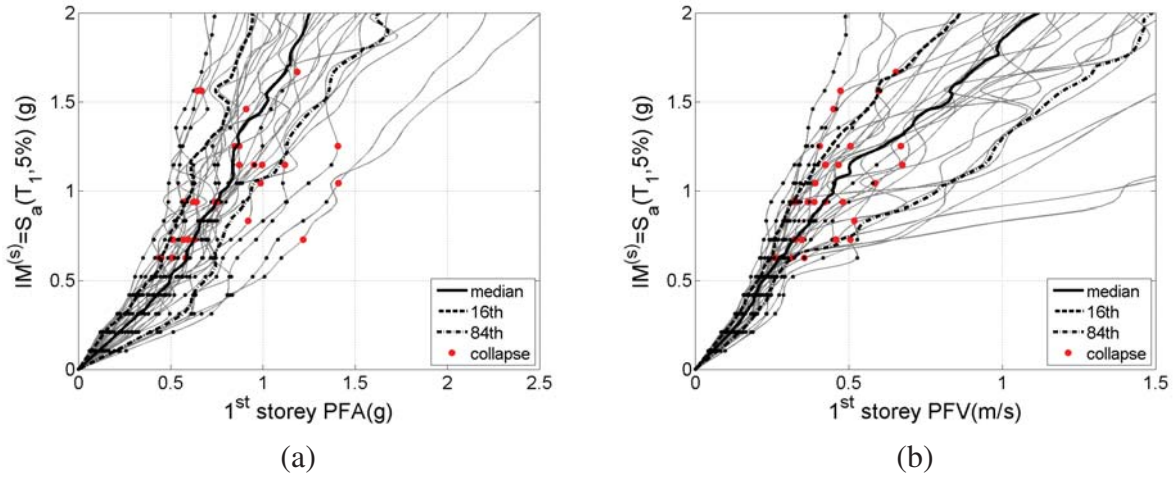 2
1.5
1
0.5
0
IM(s)=Sa(T1,5%) (g)
median
16th
84th
collapse
0 0.5 1 1.5 2 2.5
1st storey PFA(g)
(a)
2
1.5
1
0.5
0
IM(s)=Sa(T1,5%) (g)
median
16th
84th
collapse
0 0.5 1 1.5
1st storey PFV(m/s)
(b)